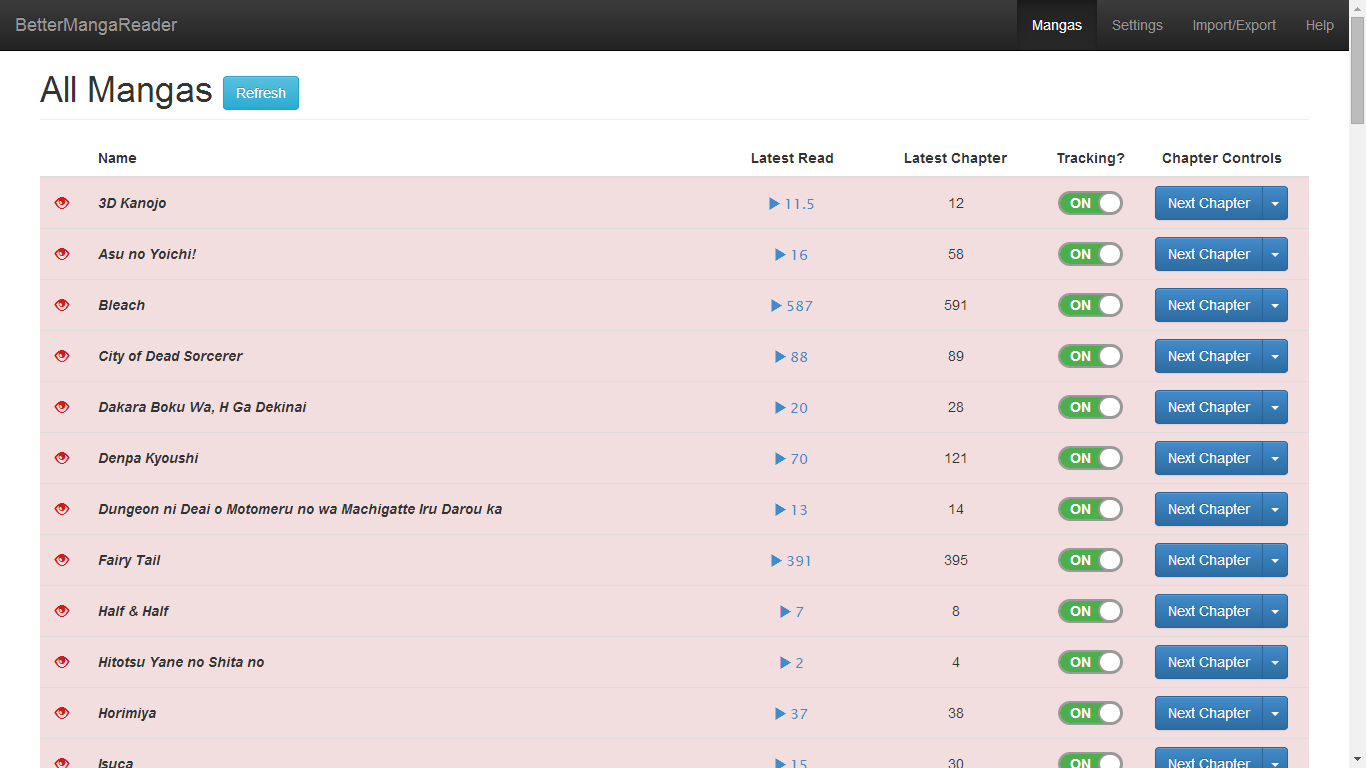 BetterMangaReader Mangas Settings Import/Export Help
All Mangas Refresh
Name Latest Read Latest Chapter Tracking? Chapter Controls
3D Kanojo 11.5 12 ON Next Chapter
Asu no Yoichi! 16 58 ON Next Chapter
Bleach 587 591 ON Next Chapter
City of Dead Sorcerer 88 89 ON Next Chapter
Dakara Boku Wa, H Ga Dekinai 20 28 ON Next Chapter
Denpa Kyoushi 70 121 ON Next Chapter
Dungeon ni Deai o Motomeru no wa Machigatte Iru Darou ka 13 14 ON Next Chapter
Fairy Tail 391 395 ON Next Chapter
Half & Half 7 8 ON Next Chapter
Hitotsu Yane no Shita no 2 4 ON Next Chapter
Horimiya 37 38 ON Next Chapter
Isuca 15 30 ON Next Chapter